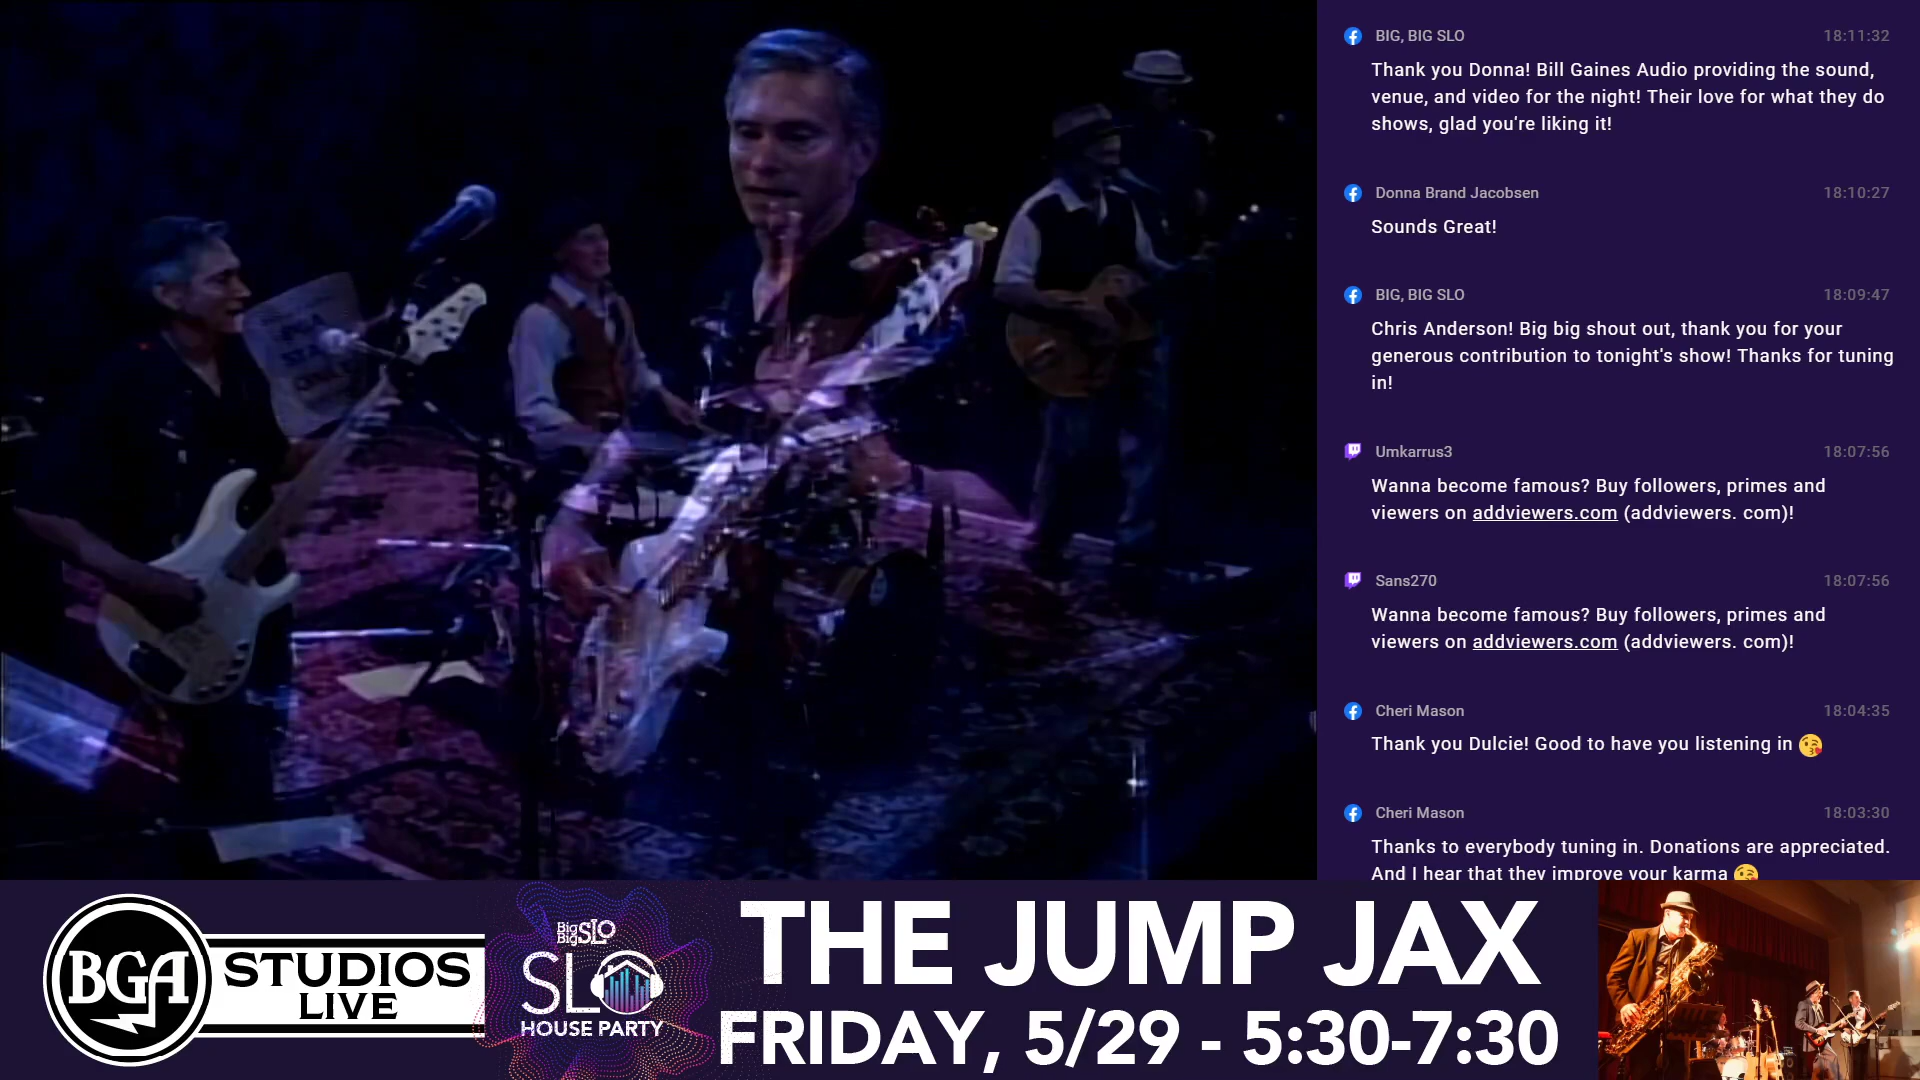 BIG, BIG SLO 18:11:32
Thank you Donna! Bill Gaines Audio providing the sound,
venue, and video for the night! Their love for what they do
shows, glad you're liking it!
Donna Brand Jacobsen 18:10:27
Sounds Great!
BIG, BIG SLO 18:09:47
Chris Anderson! Big big shout out, thank you for your
generous contribution to tonight's show! Thanks for tuning
in!
Umkarrus3 18:07:56
Wanna become famous? Buy followers, primes and
viewers on addviewers.com (addviewers. com)!
Sans270 18:07:56
Wanna become famous? Buy followers, primes and
viewers on addviewers.com (addviewers. com)!
Cheri Mason 18:04:35
Thank you Dulcie! Good to have you listening in 😘
Cheri Mason 18:03:30
Thanks to everybody tuning in. Donations are appreciated.
And I hear that they improve your karma 😘
BGA
STUDIOS
LIVE
Big SLO
Big
SLO
HOUSE PARTY
THE JUMP JAX
FRIDAY, 5/29 - 5:30-7:30